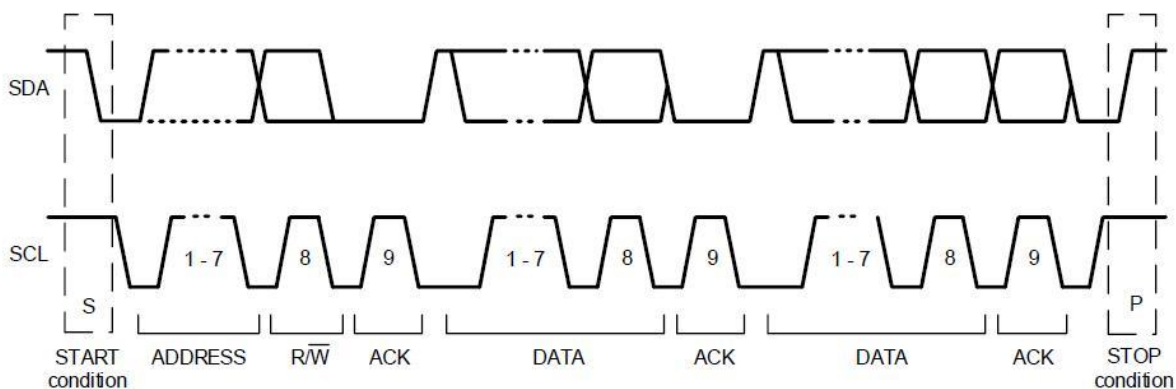 SDA
SCL
1 - 7 8 9 1 - 7 8 9 1 - 7 8 9
S P
START condition ADDRESS R/W̅ ACK DATA ACK DATA ACK STOP condition